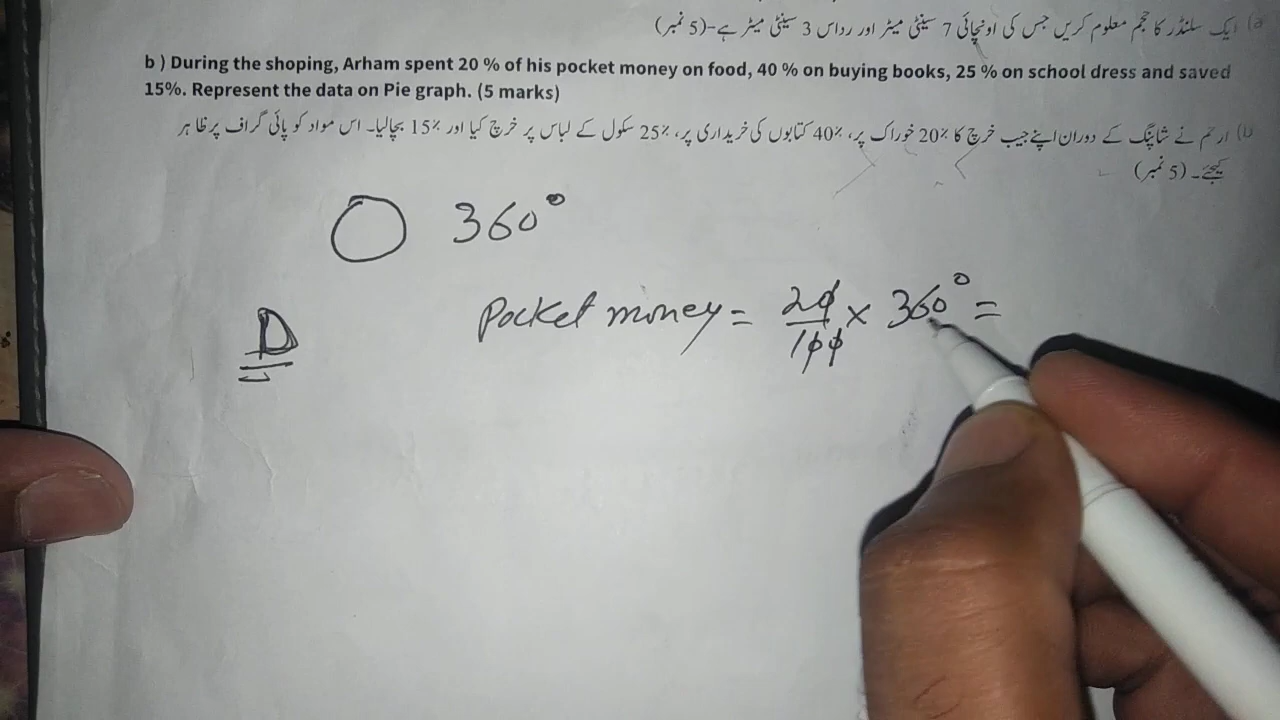 (a ایک سلنڈر کا حجم معلوم کریں جس کی اونچائی 7 سینٹی میٹر اور رداس 3 سینٹی میٹر ہے-(5 نمبر)
b ) During the shoping, Arham spent 20 % of his pocket money on food, 40 % on buying books, 25 % on school dress and saved
15%. Represent the data on Pie graph. (5 marks)
(b ارحم نے شاپنگ کے دوران اپنے جیب خرچ کا 20٪ خوراک پر، 40٪ کتابوں کی خریداری پر، 25٪ سکول کے لباس پر خرچ کیا اور 15٪ بچالیا۔ اس مواد کو پائی گراف پر ظاہر
کیجئے۔ (5 نمبر)
360°
Pocket money = 20/100 x 360° =
D